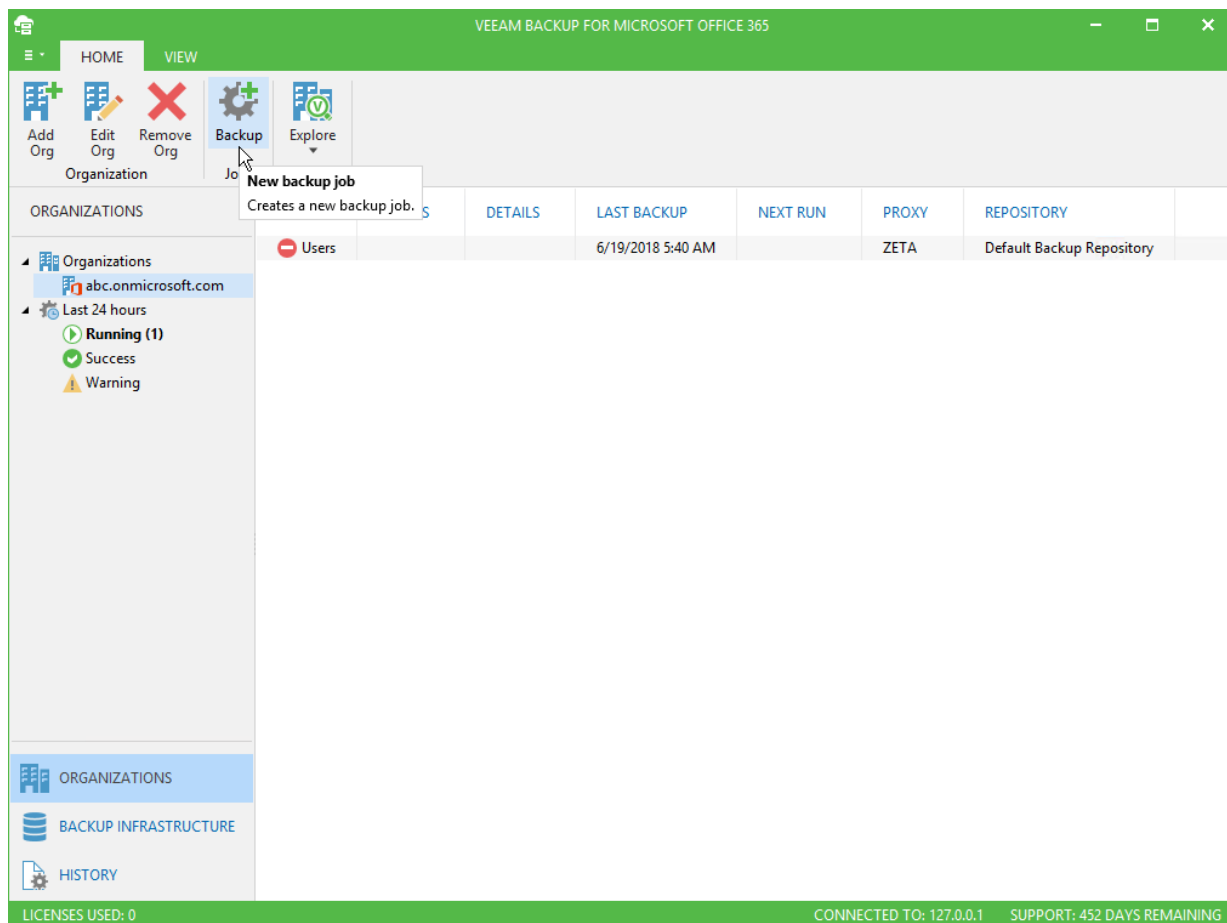 VEEAM BACKUP FOR MICROSOFT OFFICE 365
HOME VIEW
Add Org
Edit Org
Remove Org
Backup
Explore
Organization
New backup job
Creates a new backup job.
ORGANIZATIONS
DETAILS LAST BACKUP NEXT RUN PROXY REPOSITORY
Users 6/19/2018 5:40 AM ZETA Default Backup Repository
Organizations
abc.onmicrosoft.com
Last 24 hours
Running (1)
Success
Warning
ORGANIZATIONS
BACKUP INFRASTRUCTURE
HISTORY
LICENSES USED: 0 CONNECTED TO: 127.0.0.1 SUPPORT: 452 DAYS REMAINING